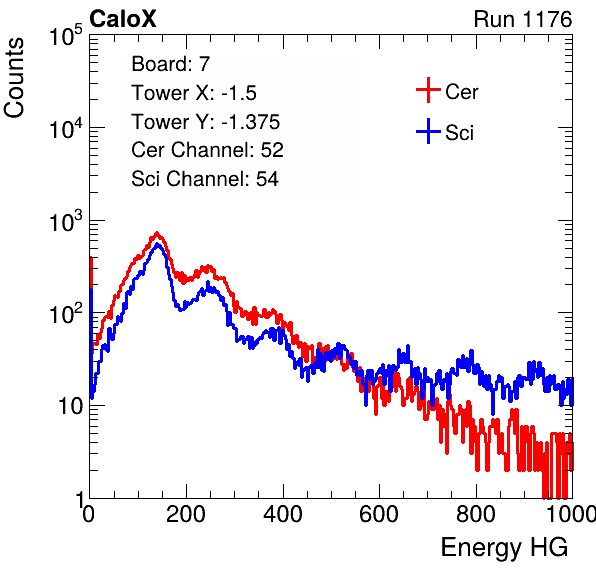 CaloX Run 1176
Counts
10^5
10^4
10^3
10^2
10
1
Board: 7
Tower X: -1.5
Tower Y: -1.375
Cer Channel: 52
Sci Channel: 54
Cer
Sci
0 200 400 600 800 1000
Energy HG